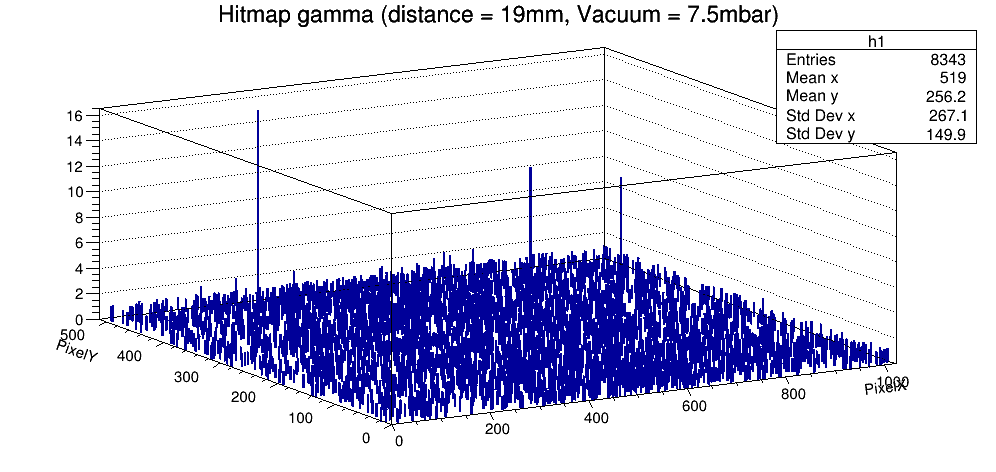 Hitmap gamma (distance = 19mm, Vacuum = 7.5mbar)
h1
Entries 8343
Mean x 519
Mean y 256.2
Std Dev x 267.1
Std Dev y 149.9
16
14
12
10
8
6
4
2
0
500
PixelY
400
300
200
100
0
0
200
400
600
800
1000
PixelX